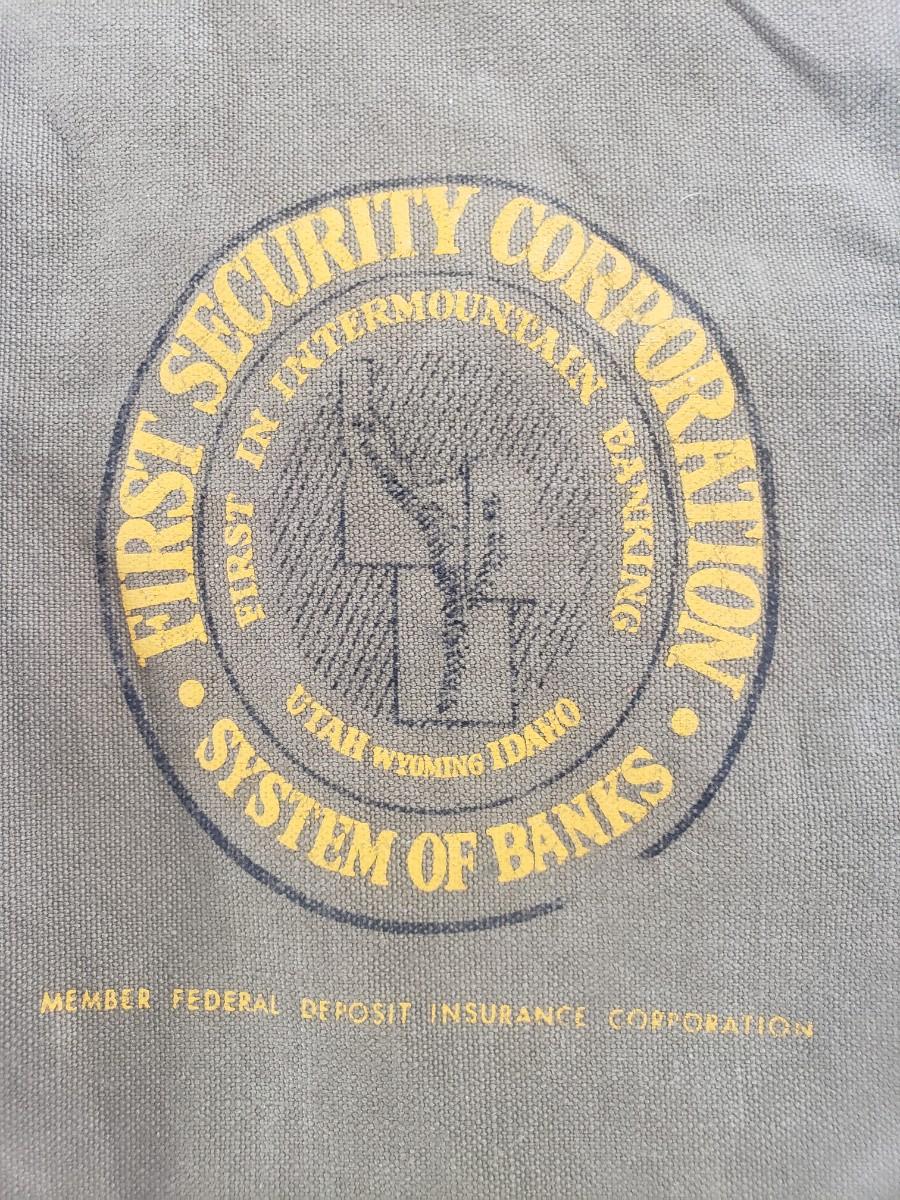 FIRST SECURITY CORPORATION
FIRST IN INTERMOUNTAIN BANKING
UTAH WYOMING IDAHO
• SYSTEM OF BANKS •
MEMBER FEDERAL DEPOSIT INSURANCE CORPORATION